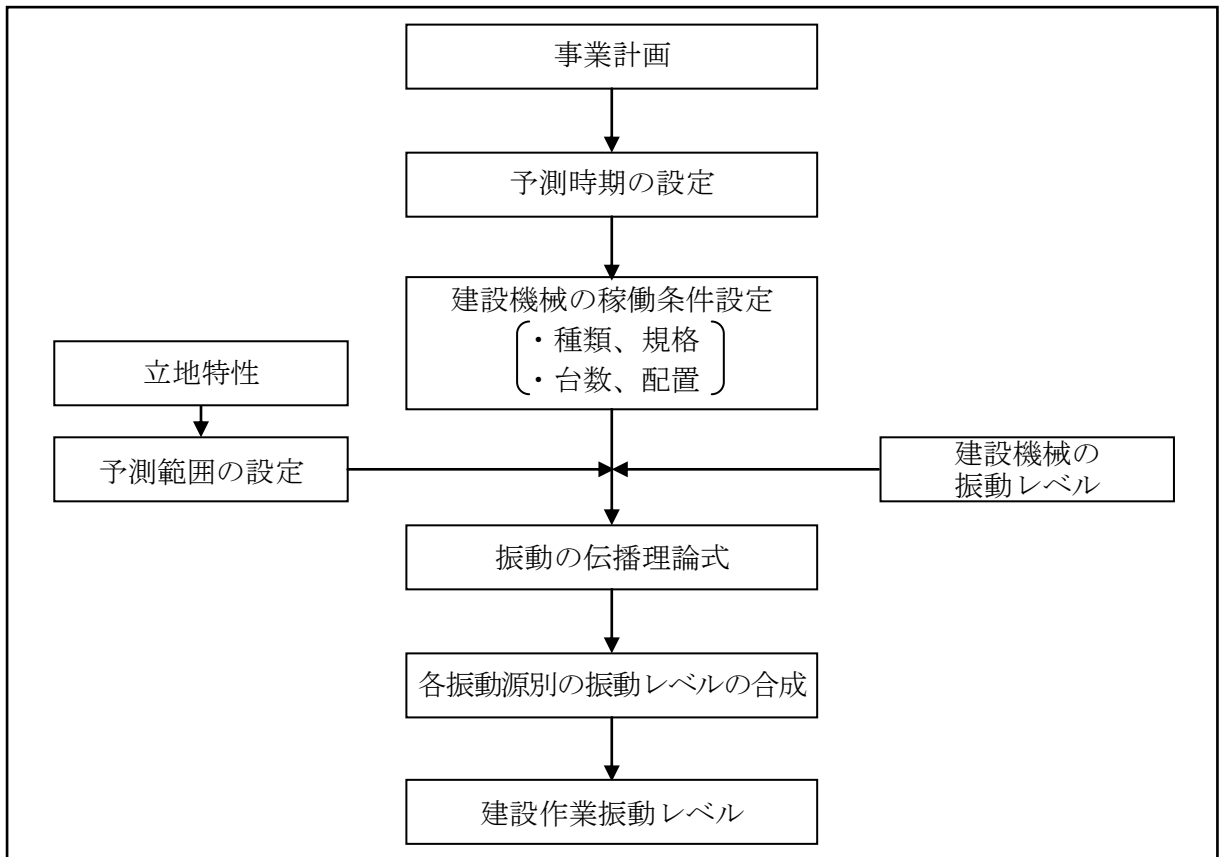 事業計画
予測時期の設定
建設機械の稼働条件設定
・種類、規格
・台数、配置
立地特性
予測範囲の設定
建設機械の
振動レベル
振動の伝播理論式
各振動源別の振動レベルの合成
建設作業振動レベル